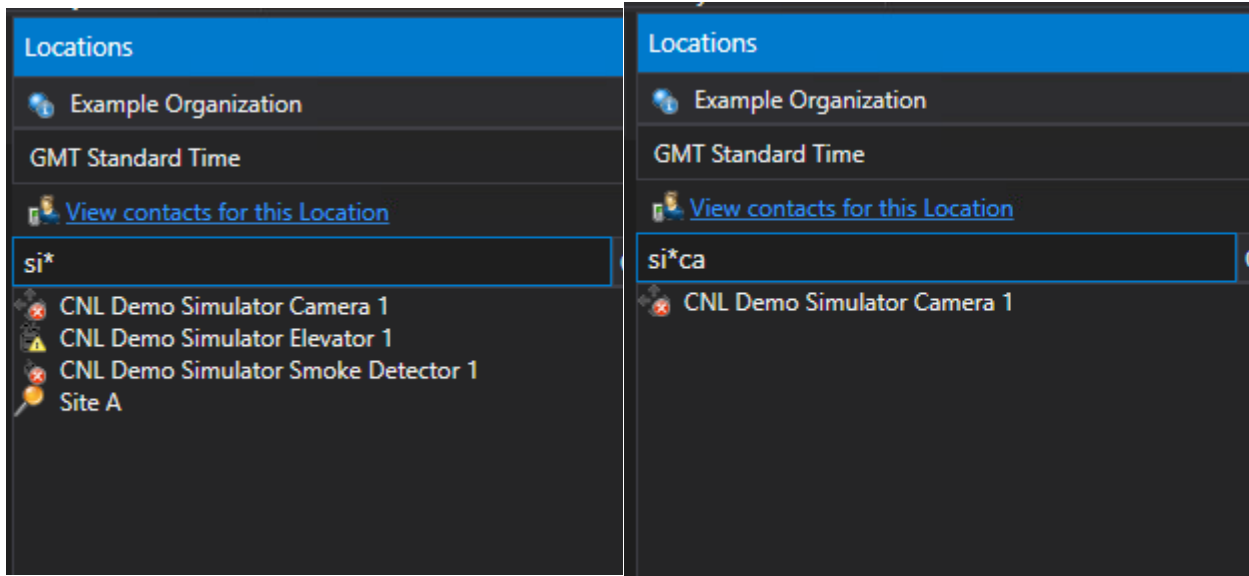 Locations
Example Organization
GMT Standard Time
View contacts for this Location
si*
CNL Demo Simulator Camera 1
CNL Demo Simulator Elevator 1
CNL Demo Simulator Smoke Detector 1
Site A
Locations
Example Organization
GMT Standard Time
View contacts for this Location
si*ca
CNL Demo Simulator Camera 1